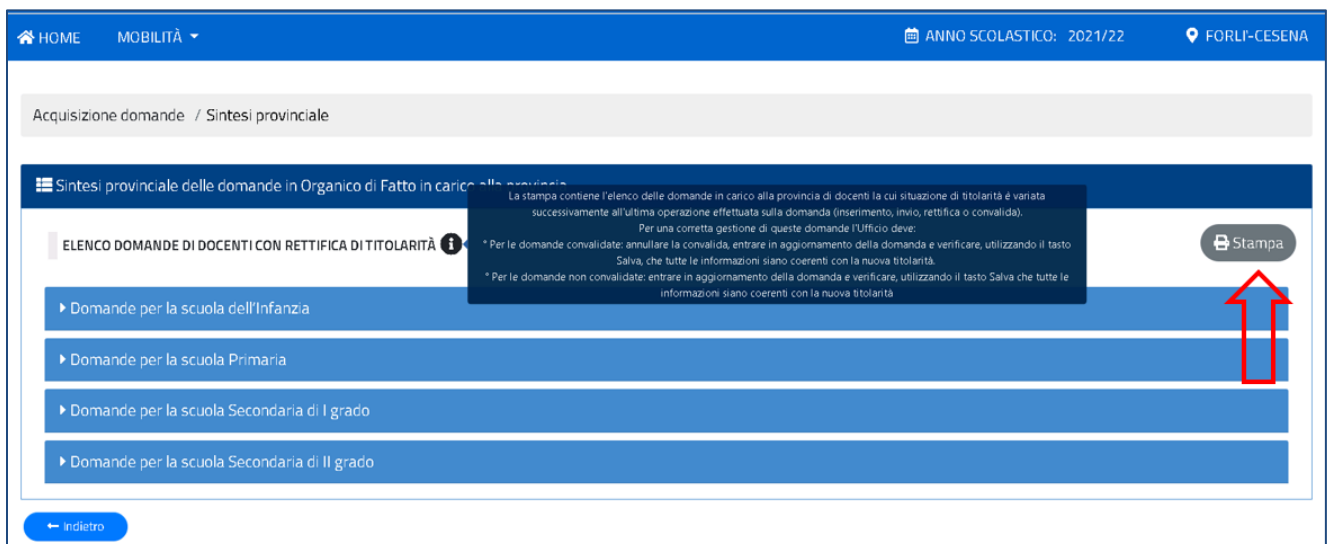 HOME MOBILITÀ ANNO SCOLASTICO: 2021/22 FORLI'-CESENA
Acquisizione domande / Sintesi provinciale
Sintesi provinciale delle domande in Organico di Fatto in carico alla provincia
La stampa contiene l'elenco delle domande in carico alla provincia di docenti la cui situazione di titolarità è variata
successivamente all'ultima operazione effettuata sulla domanda (inserimento, invio, rettifica o convalida).
Per una corretta gestione di queste domande l'Ufficio deve:
* Per le domande convalidate: annullare la convalida, entrare in aggiornamento della domanda e verificare, utilizzando il tasto
Salva, che tutte le informazioni siano coerenti con la nuova titolarità.
* Per le domande non convalidate: entrare in aggiornamento della domanda e verificare, utilizzando il tasto Salva che tutte le
informazioni siano coerenti con la nuova titolarità
ELENCO DOMANDE DI DOCENTI CON RETTIFICA DI TITOLARITÀ
Stampa
Domande per la scuola dell'Infanzia
Domande per la scuola Primaria
Domande per la scuola Secondaria di I grado
Domande per la scuola Secondaria di II grado
Indietro